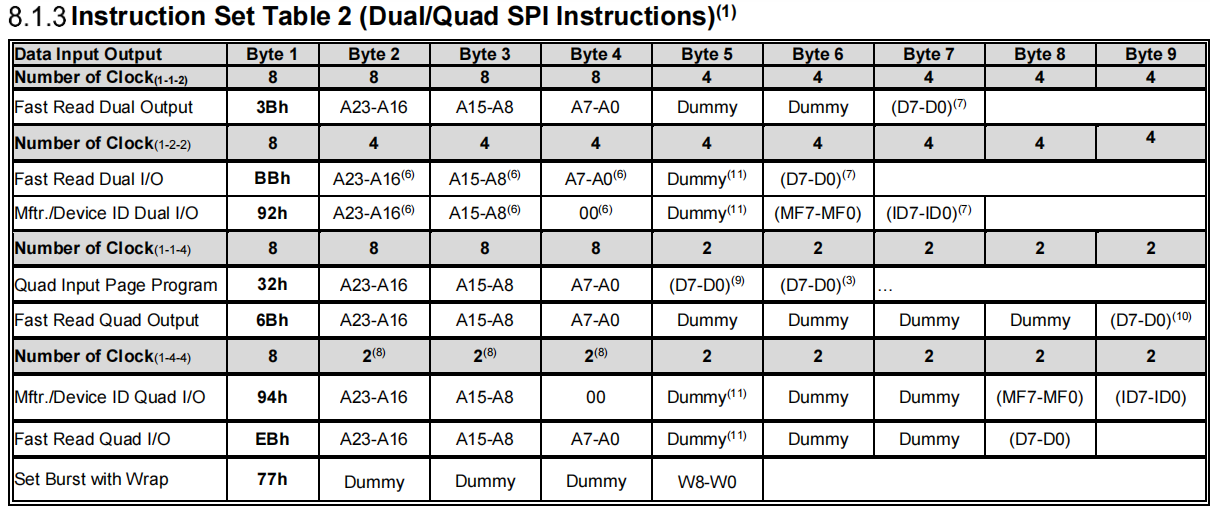 8.1.3 Instruction Set Table 2 (Dual/Quad SPI Instructions)(1)
Data Input Output Byte 1 Byte 2 Byte 3 Byte 4 Byte 5 Byte 6 Byte 7 Byte 8 Byte 9
Number of Clock(1-1-2) 8 8 8 8 4 4 4 4 4
Fast Read Dual Output 3Bh A23-A16 A15-A8 A7-A0 Dummy Dummy (D7-D0)(7)
Number of Clock(1-2-2) 8 4 4 4 4 4 4 4 4
Fast Read Dual I/O BBh A23-A16(6) A15-A8(6) A7-A0(6) Dummy(11) (D7-D0)(7)
Mftr./Device ID Dual I/O 92h A23-A16(6) A15-A8(6) 00(6) Dummy(11) (MF7-MF0) (ID7-ID0)(7)
Number of Clock(1-1-4) 8 8 8 8 2 2 2 2 2
Quad Input Page Program 32h A23-A16 A15-A8 A7-A0 (D7-D0)(9) (D7-D0)(3) …
Fast Read Quad Output 6Bh A23-A16 A15-A8 A7-A0 Dummy Dummy Dummy Dummy (D7-D0)(10)
Number of Clock(1-4-4) 8 2(8) 2(8) 2(8) 2 2 2 2 2
Mftr./Device ID Quad I/O 94h A23-A16 A15-A8 00 Dummy(11) Dummy Dummy (MF7-MF0) (ID7-ID0)
Fast Read Quad I/O EBh A23-A16 A15-A8 A7-A0 Dummy(11) Dummy Dummy (D7-D0)
Set Burst with Wrap 77h Dummy Dummy Dummy W8-W0